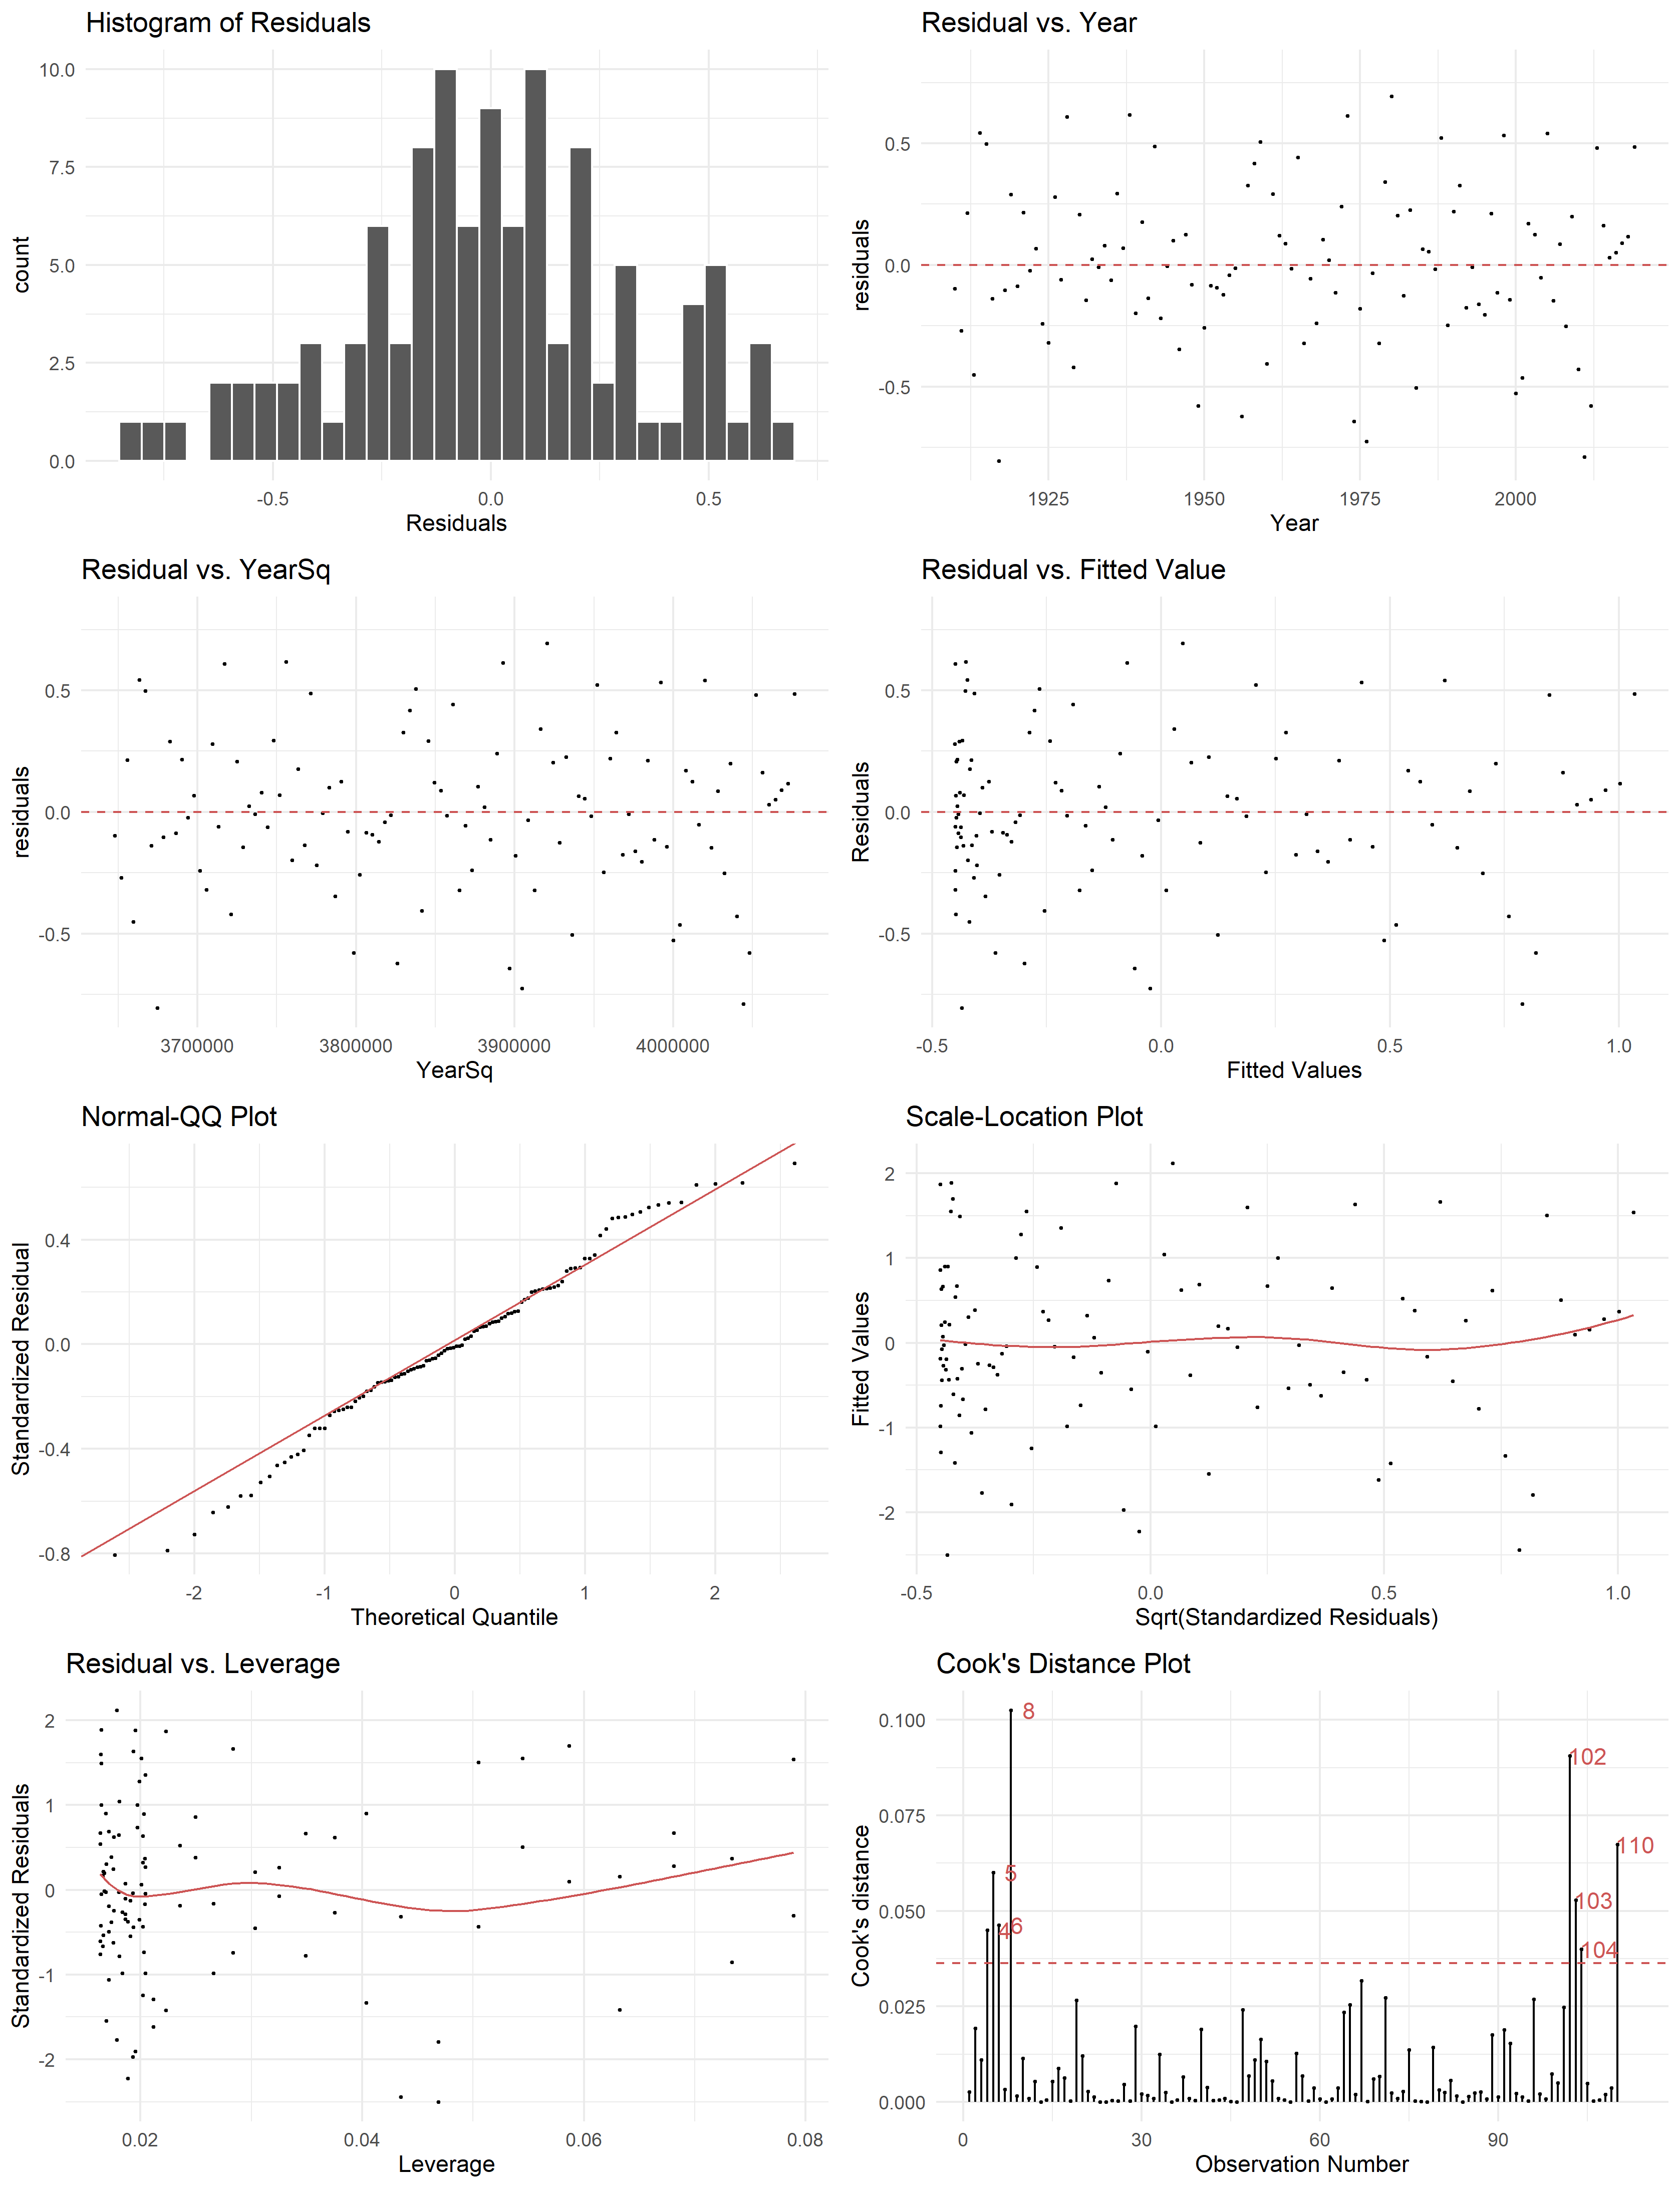 Histogram of Residuals
10.0
7.5
5.0
2.5
0.0
count
-0.5 0.0 0.5
Residuals
Residual vs. Year
0.5
0.0
-0.5
residuals
1925 1950 1975 2000
Year
Residual vs. YearSq
0.5
0.0
-0.5
residuals
3700000 3800000 3900000 4000000
YearSq
Residual vs. Fitted Value
0.5
0.0
-0.5
Residuals
-0.5 0.0 0.5 1.0
Fitted Values
Normal-QQ Plot
0.4
0.0
-0.4
-0.8
Standardized Residual
-2 -1 0 1 2
Theoretical Quantile
Scale-Location Plot
2
1
0
-1
-2
Fitted Values
-0.5 0.0 0.5 1.0
Sqrt(Standardized Residuals)
Residual vs. Leverage
2
1
0
-1
-2
Standardized Residuals
0.02 0.04 0.06 0.08
Leverage
Cook's Distance Plot
0.100
0.075
0.050
0.025
0.000
Cook's distance
8
102
110
5
103
46
104
0 30 60 90
Observation Number